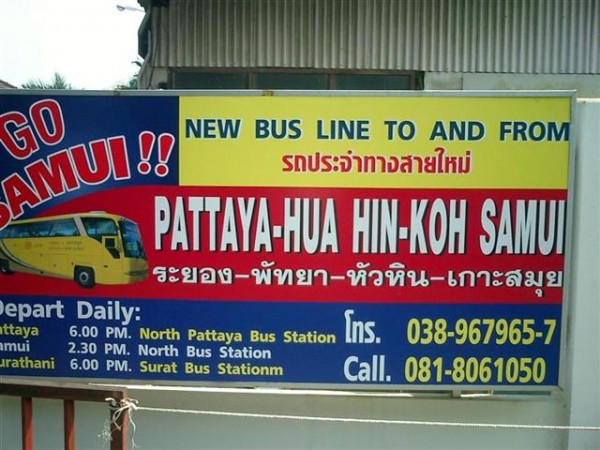 GO
SAMUI!!
NEW BUS LINE TO AND FROM
รถประจำทางสายใหม่
PATTAYA-HUA HIN-KOH SAMUI
ระยอง-พัทยา-หัวหิน-เกาะสมุย
Depart Daily:
attaya 6.00 PM. North Pattaya Bus Station
amui 2.30 PM. North Bus Station
urathani 6.00 PM. Surat Bus Stationm
โทร. 038-967965-7
Call. 081-8061050